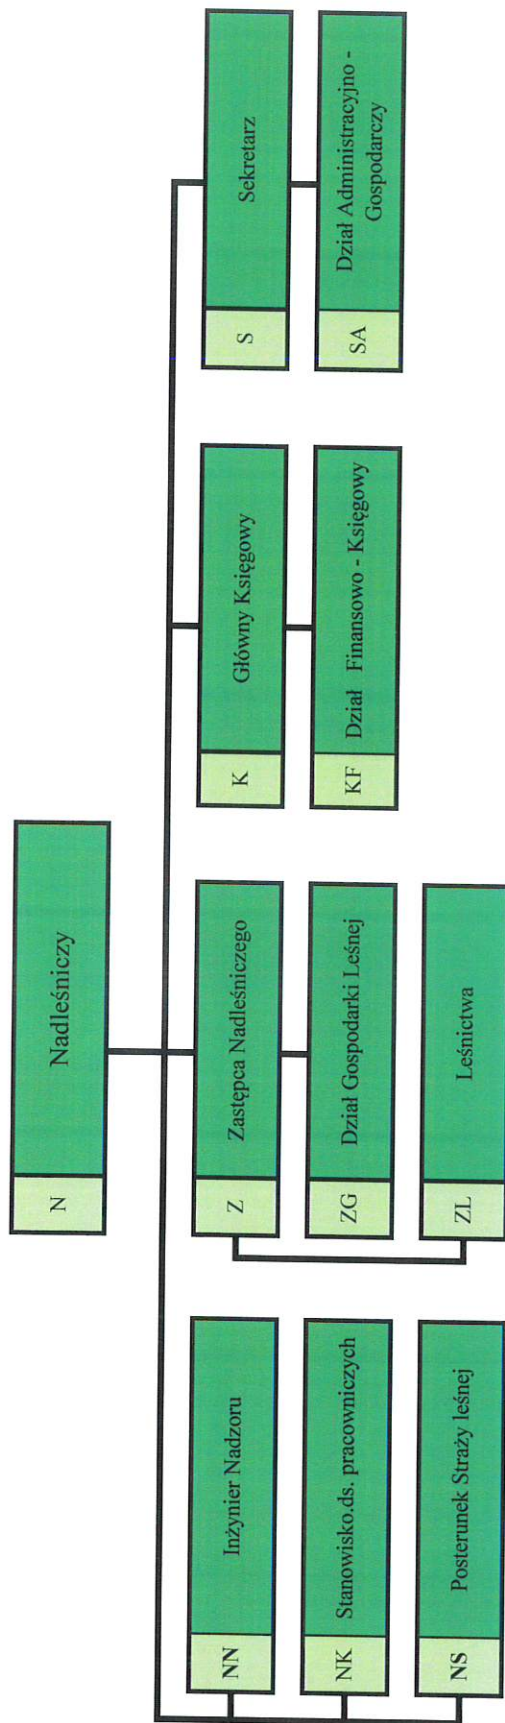 N
Nadleśniczy
NN
Inżynier Nadzoru
NK
Stanowisko.ds. pracowniczych
NS
Posterunek Straży leśnej
Z
Zastępca Nadleśniczego
ZG
Dział Gospodarki Leśnej
ZL
Leśnictwa
K
Główny Księgowy
KF
Dział Finansowo - Księgowy
S
Sekretarz
SA
Dział Administracyjno -
Gospodarczy